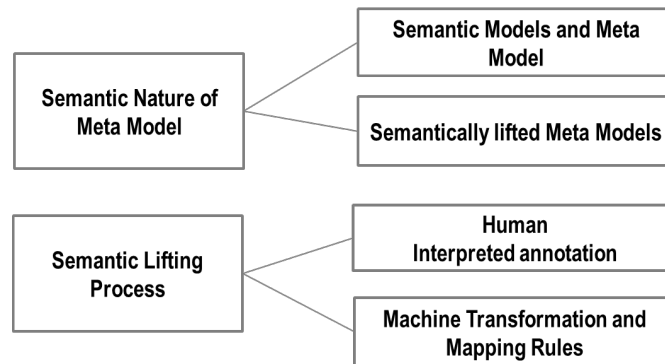 Semantic Models and Meta
Model
Semantic Nature of
Meta Model
Semantically lifted Meta Models
Human
Interpreted annotation
Semantic Lifting
Process
Machine Transformation and
Mapping Rules